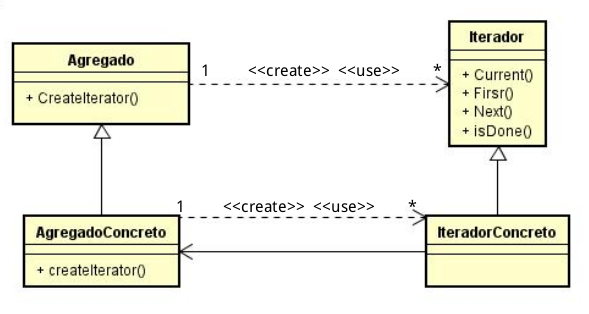 Agregado
+ CreateIterator()
1 <<create>> <<use>> *
Iterador
+ Current()
+ Firsr()
+ Next()
+ isDone()
1 <<create>> <<use>> *
AgregadoConcreto
+ createIterator()
IteradorConcreto